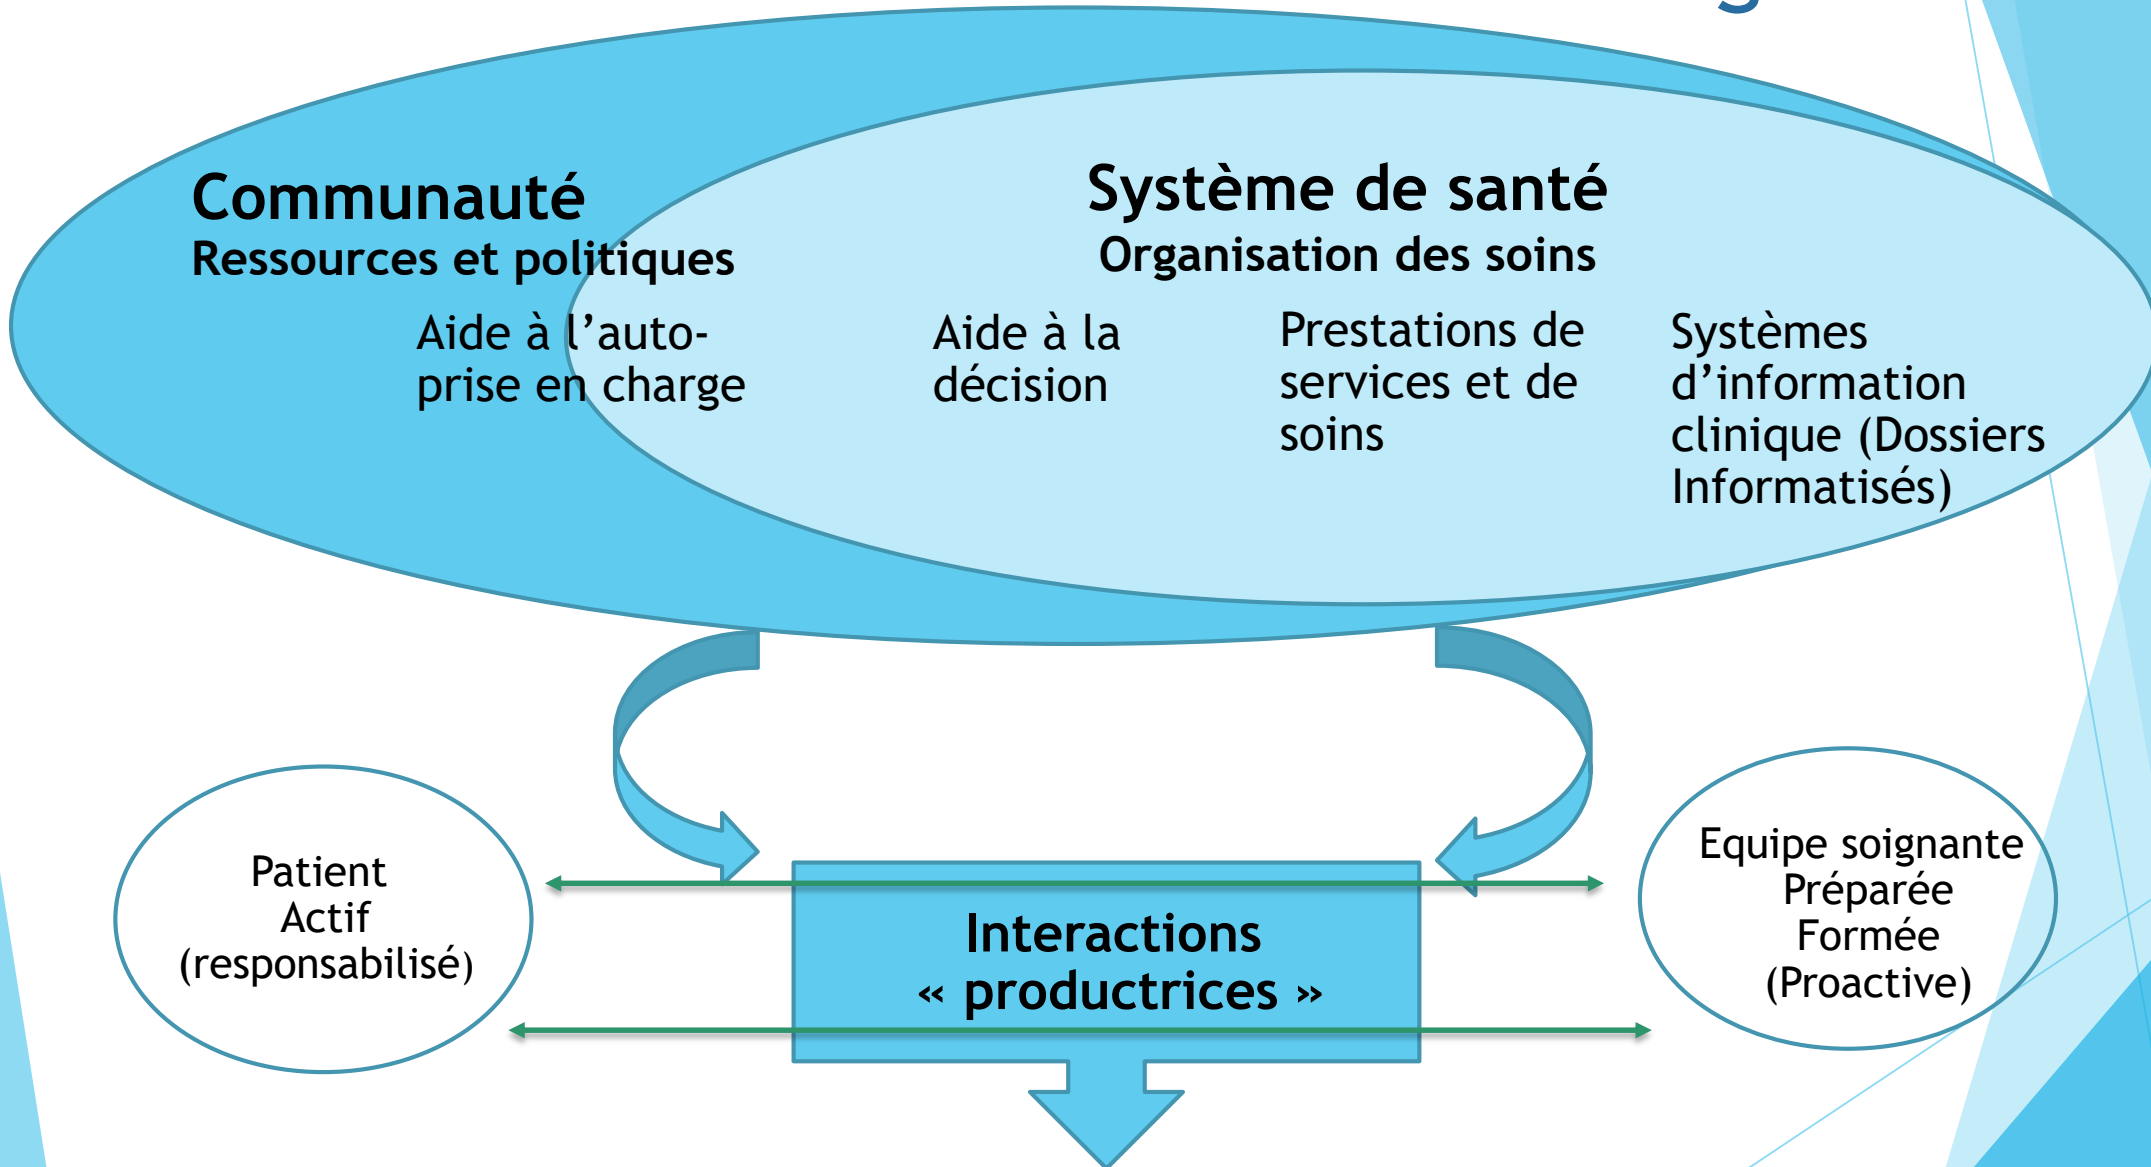 Communauté
Ressources et politiques
Système de santé
Organisation des soins
Aide à l’auto-
prise en charge
Aide à la
décision
Prestations de
services et de
soins
Systèmes
d’information
clinique (Dossiers
Informatisés)
Patient
Actif
(responsabilisé)
Interactions
« productrices »
Equipe soignante
Préparée
Formée
(Proactive)